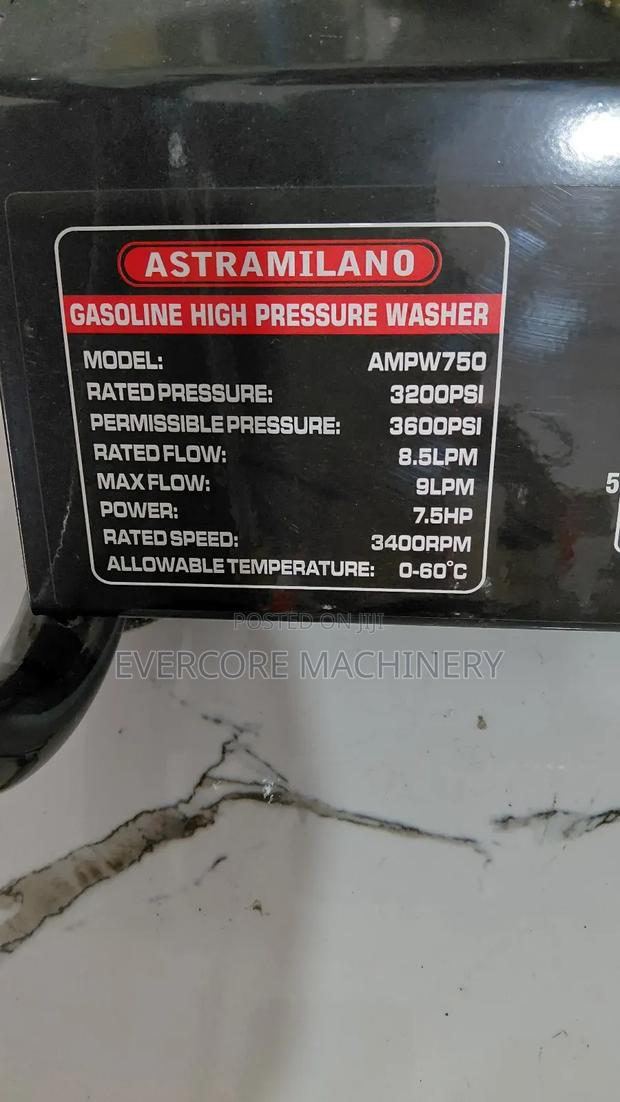 ASTRAMILANO
GASOLINE HIGH PRESSURE WASHER
MODEL: AMPW750
RATED PRESSURE: 3200PSI
PERMISSIBLE PRESSURE: 3600PSI
RATED FLOW: 8.5LPM
MAX FLOW: 9LPM
POWER: 7.5HP
RATED SPEED: 3400RPM
ALLOWABLE TEMPERATURE: 0-60°C
5
POSTED ON JIJI
EVERCORE MACHINERY